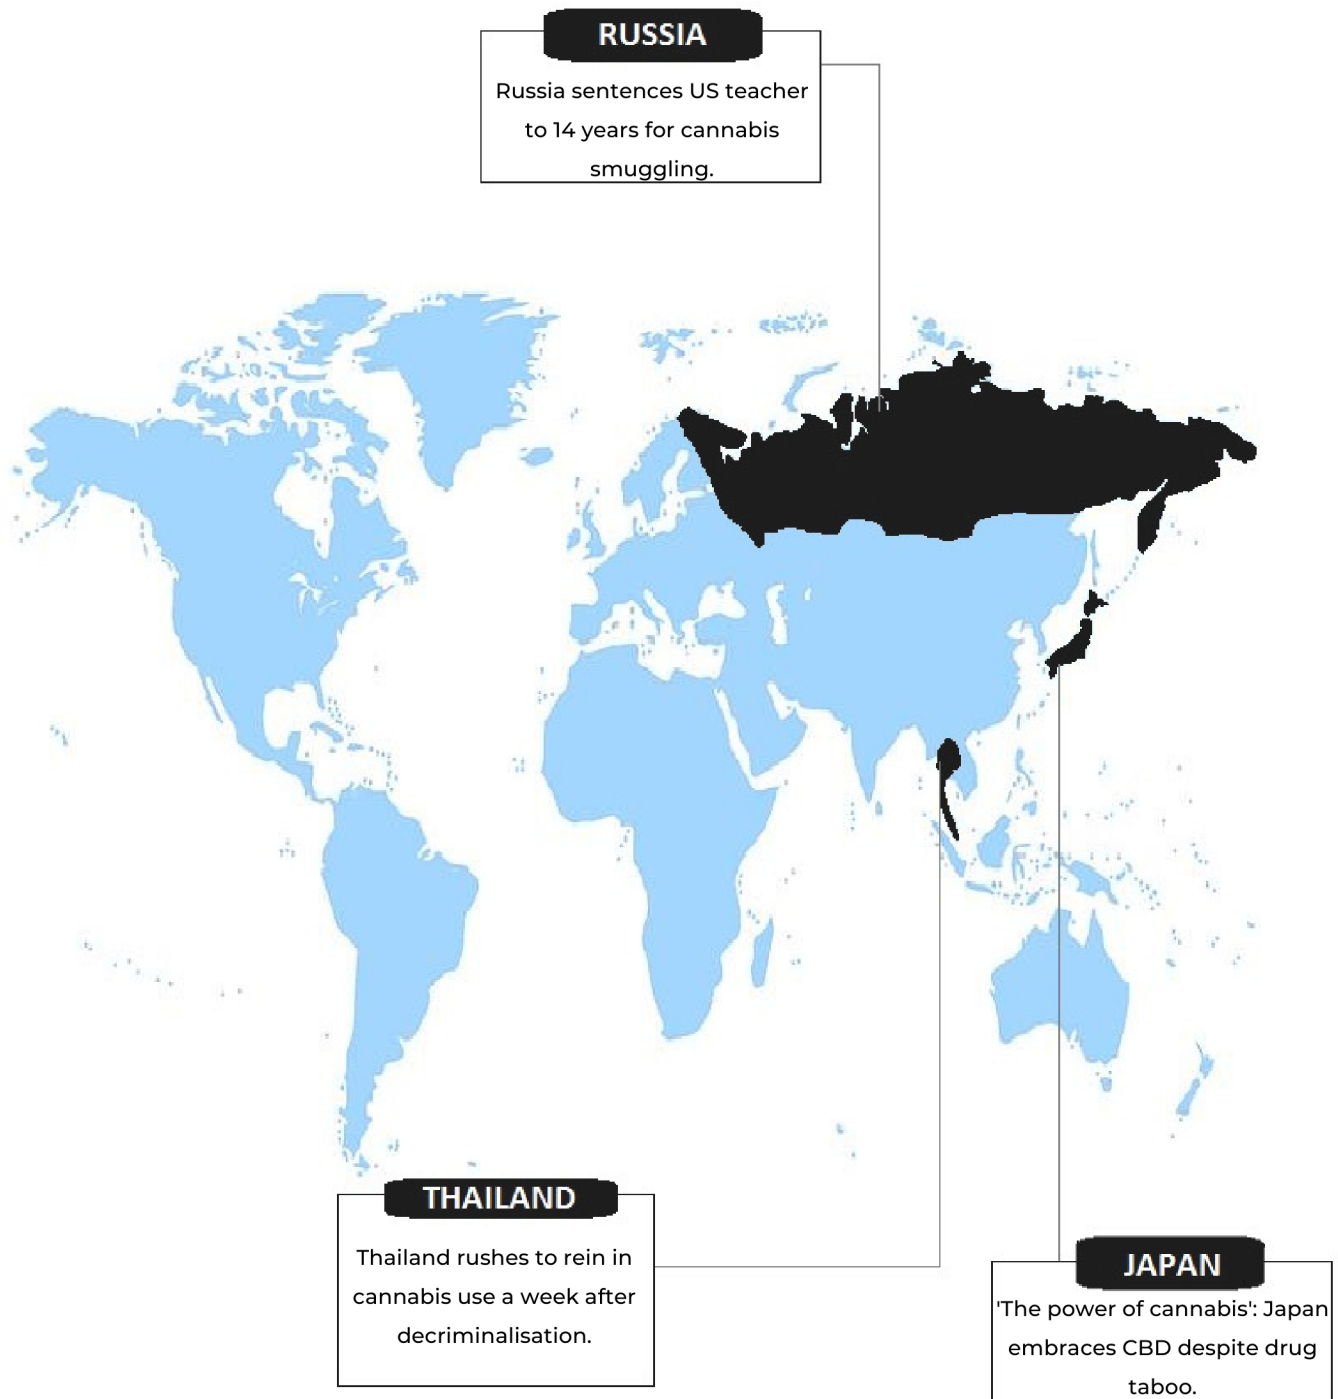 RUSSIA
Russia sentences US teacher
to 14 years for cannabis
smuggling.
THAILAND
Thailand rushes to rein in
cannabis use a week after
decriminalisation.
JAPAN
'The power of cannabis': Japan
embraces CBD despite drug
taboo.